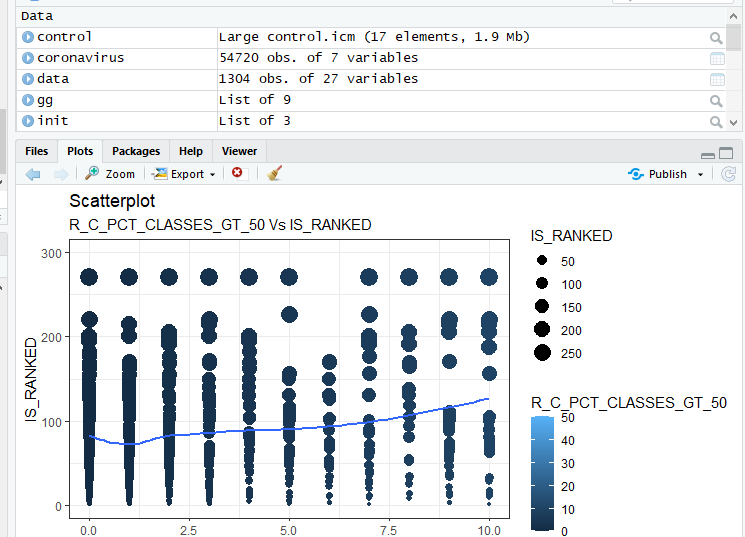 Data
control Large control.icm (17 elements, 1.9 Mb)
coronavirus 54720 obs. of 7 variables
data 1304 obs. of 27 variables
gg List of 9
init List of 3
Files Plots Packages Help Viewer
Zoom Export Publish
Scatterplot
R_C_PCT_CLASSES_GT_50 Vs IS_RANKED
300
200
100
0
IS_RANKED
0.0 2.5 5.0 7.5 10.0
IS_RANKED
50
100
150
200
250
R_C_PCT_CLASSES_GT_50
50
40
30
20
10
0